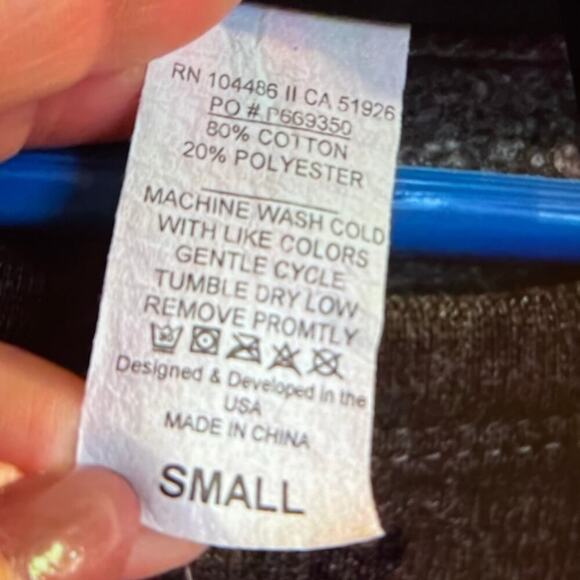 RN 104486 II CA 51926
PO # P669350
80% COTTON
20% POLYESTER
MACHINE WASH COLD
WITH LIKE COLORS
GENTLE CYCLE
TUMBLE DRY LOW
REMOVE PROMTLY
Designed & Developed in the
USA
MADE IN CHINA
SMALL